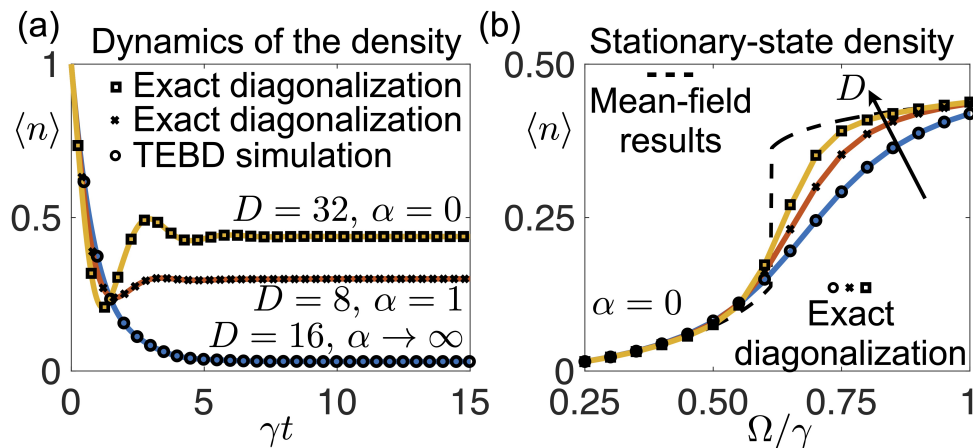 (a) Dynamics of the density
1
Exact diagonalization
⟨n⟩ Exact diagonalization
TEBD simulation
0.5
D = 32, α = 0
D = 8, α = 1
D = 16, α → ∞
0
0 5 10 15
γt
(b) Stationary-state density
0.50
D
Mean-field
⟨n⟩ results
0.25
α = 0
Exact
diagonalization
0
0.25 0.50 0.75 1
Ω/γ